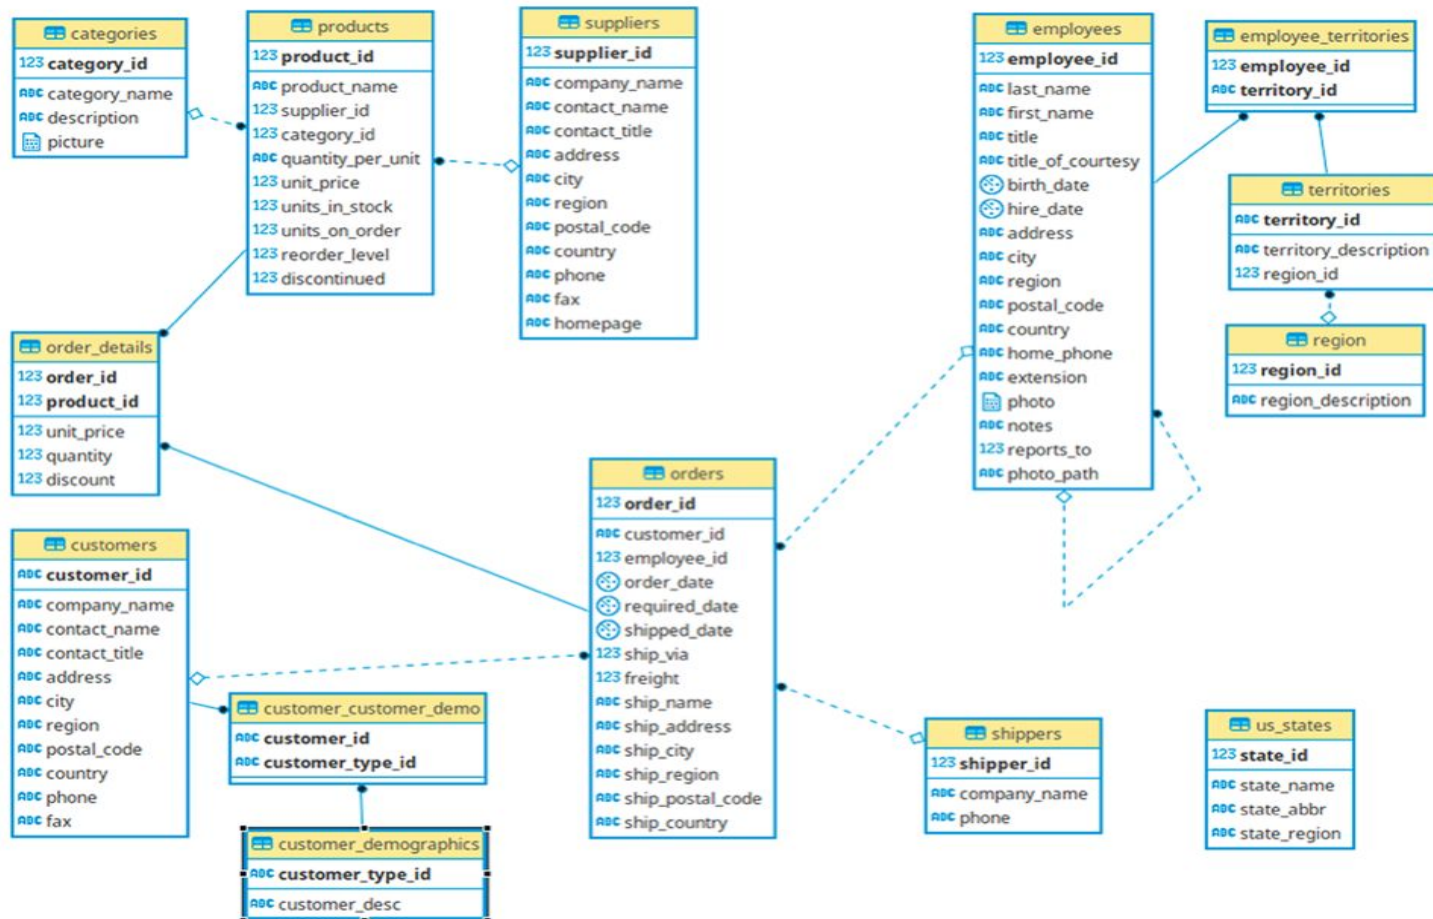 categories
123 category_id
ABC category_name
ABC description
picture
products
123 product_id
ABC product_name
123 supplier_id
123 category_id
ABC quantity_per_unit
123 unit_price
123 units_in_stock
123 units_on_order
123 reorder_level
123 discontinued
suppliers
123 supplier_id
ABC company_name
ABC contact_name
ABC contact_title
ABC address
ABC city
ABC region
ABC postal_code
ABC country
ABC phone
ABC fax
ABC homepage
employees
123 employee_id
ABC last_name
ABC first_name
ABC title
ABC title_of_courtesy
birth_date
hire_date
ABC address
ABC city
ABC region
ABC postal_code
ABC country
ABC home_phone
ABC extension
photo
ABC notes
123 reports_to
ABC photo_path
employee_territories
123 employee_id
ABC territory_id
territories
ABC territory_id
ABC territory_description
123 region_id
region
123 region_id
ABC region_description
order_details
123 order_id
123 product_id
123 unit_price
123 quantity
123 discount
orders
123 order_id
ABC customer_id
123 employee_id
order_date
required_date
shipped_date
123 ship_via
123 freight
ABC ship_name
ABC ship_address
ABC ship_city
ABC ship_region
ABC ship_postal_code
ABC ship_country
customers
ABC customer_id
ABC company_name
ABC contact_name
ABC contact_title
ABC address
ABC city
ABC region
ABC postal_code
ABC country
ABC phone
ABC fax
customer_customer_demo
ABC customer_id
ABC customer_type_id
customer_demographics
ABC customer_type_id
ABC customer_desc
shippers
123 shipper_id
ABC company_name
ABC phone
us_states
123 state_id
ABC state_name
ABC state_abbr
ABC state_region